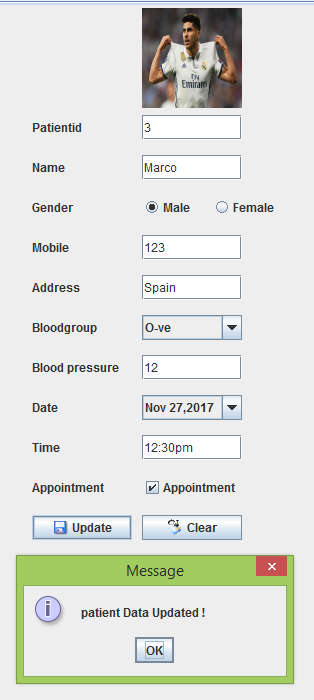 Fly
Emirates
Patientid 3
Name Marco
Gender Male Female
Mobile 123
Address Spain
Bloodgroup O-ve
Blood pressure 12
Date Nov 27,2017
Time 12:30pm
Appointment Appointment
Update Clear
Message
patient Data Updated !
OK